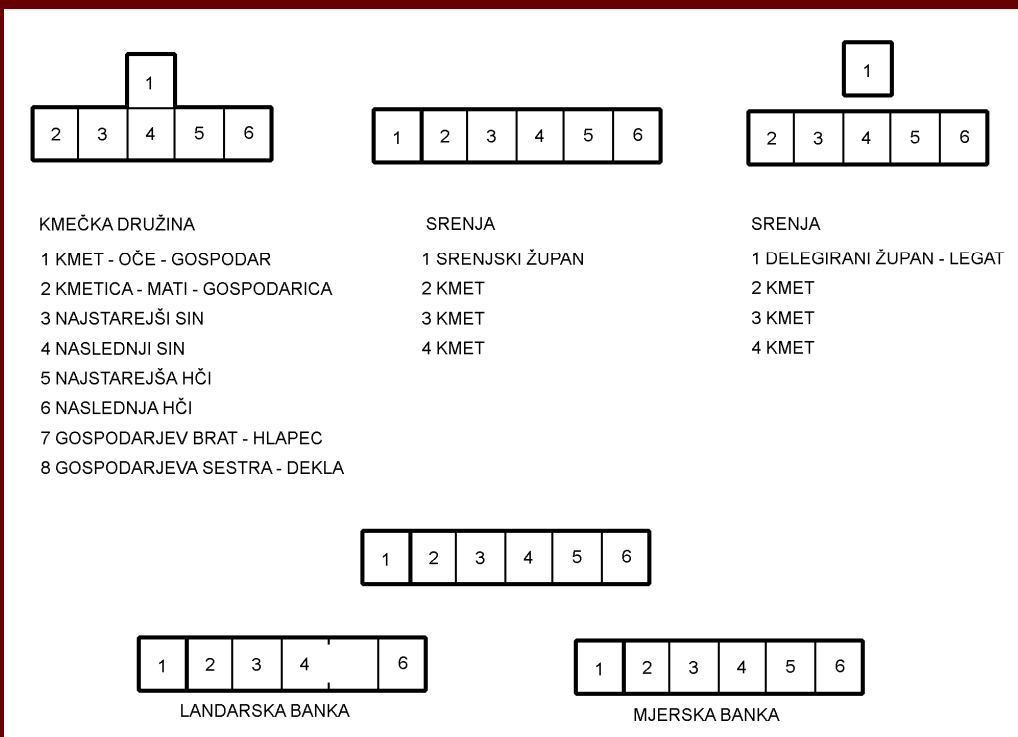 1
2 3 4 5 6
1 2 3 4 5 6
1
2 3 4 5 6
KMEČKA DRUŽINA
1 KMET - OČE - GOSPODAR
2 KMETICA - MATI - GOSPODARICA
3 NAJSTAREJŠI SIN
4 NASLEDNJI SIN
5 NAJSTAREJŠA HČI
6 NASLEDNJA HČI
7 GOSPODARJEV BRAT - HLAPEC
8 GOSPODARJEVA SESTRA - DEKLA
SRENJA
1 SRENJSKI ŽUPAN
2 KMET
3 KMET
4 KMET
SRENJA
1 DELEGIRANI ŽUPAN - LEGAT
2 KMET
3 KMET
4 KMET
1 2 3 4 5 6
1 2 3 4 6
LANDARSKA BANKA
1 2 3 4 5 6
MJERSKA BANKA